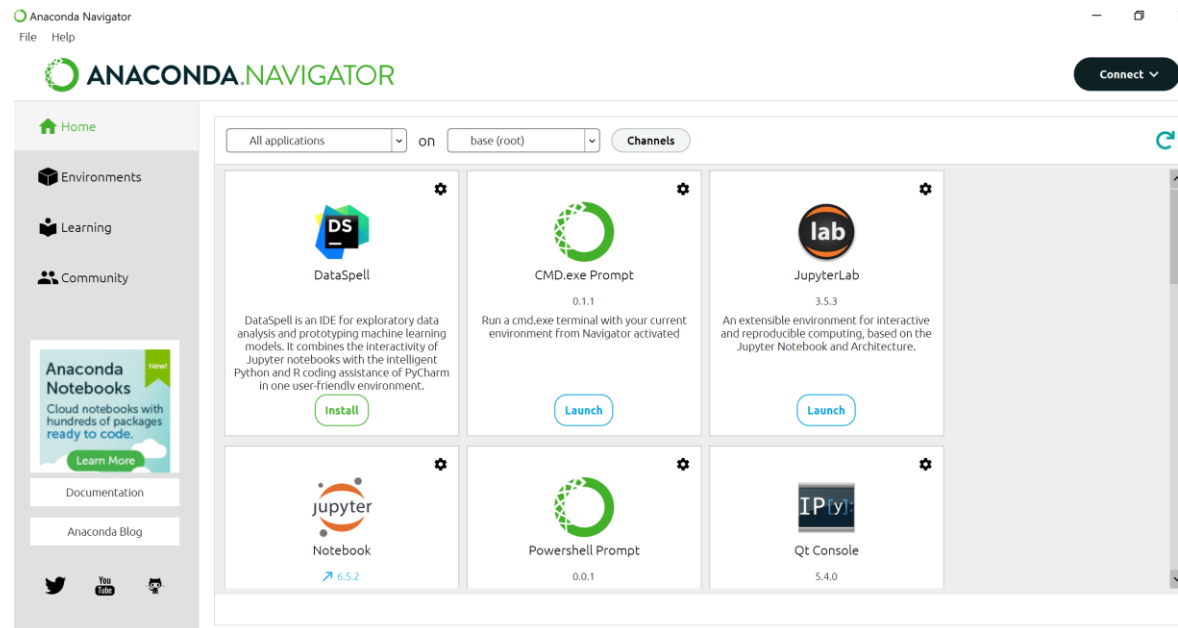 Anaconda Navigator
File Help
ANACONDA.NAVIGATOR
Connect
Home
Environments
Learning
Community
Anaconda
Notebooks
New!
Cloud notebooks with
hundreds of packages
ready to code.
Learn More
Documentation
Anaconda Blog
You
Tube
All applications
on
base (root)
Channels
DS
DataSpell
DataSpell is an IDE for exploratory data
analysis and prototyping machine learning
models. It combines the interactivity of
Jupyter notebooks with the intelligent
Python and R coding assistance of PyCharm
in one user-friendly environment.
Install
CMD.exe Prompt
0.1.1
Run a cmd.exe terminal with your current
environment from Navigator activated
Launch
lab
JupyterLab
3.5.3
An extensible environment for interactive
and reproducible computing, based on the
Jupyter Notebook and Architecture.
Launch
jupyter
Notebook
6.5.2
Powershell Prompt
0.0.1
IP[y]:
Qt Console
5.4.0